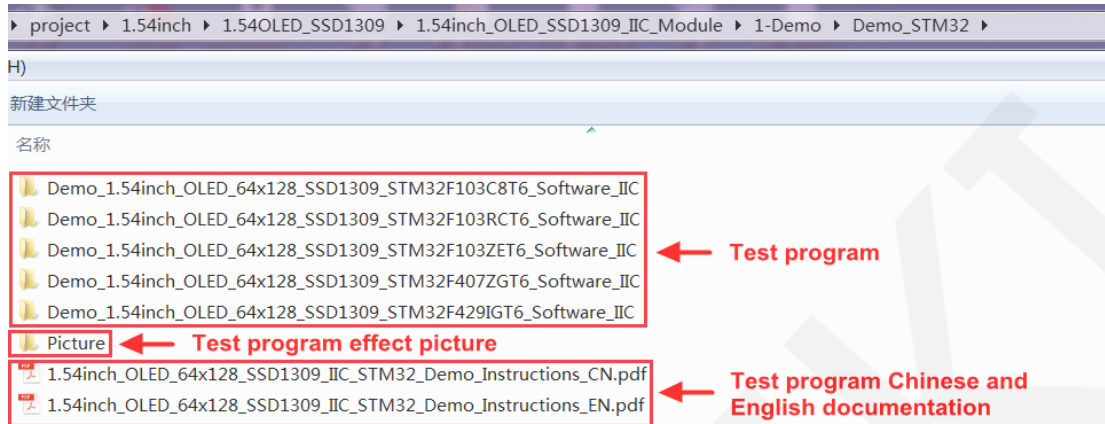 project ▸ 1.54inch ▸ 1.54OLED_SSD1309 ▸ 1.54inch_OLED_SSD1309_IIC_Module ▸ 1-Demo ▸ Demo_STM32 ▸
H)
新建文件夹
名称
Demo_1.54inch_OLED_64x128_SSD1309_STM32F103C8T6_Software_IIC
Demo_1.54inch_OLED_64x128_SSD1309_STM32F103RCT6_Software_IIC
Demo_1.54inch_OLED_64x128_SSD1309_STM32F103ZET6_Software_IIC
Test program
Demo_1.54inch_OLED_64x128_SSD1309_STM32F407ZGT6_Software_IIC
Demo_1.54inch_OLED_64x128_SSD1309_STM32F429IGT6_Software_IIC
Picture
Test program effect picture
1.54inch_OLED_64x128_SSD1309_IIC_STM32_Demo_Instructions_CN.pdf
1.54inch_OLED_64x128_SSD1309_IIC_STM32_Demo_Instructions_EN.pdf
Test program Chinese and
English documentation